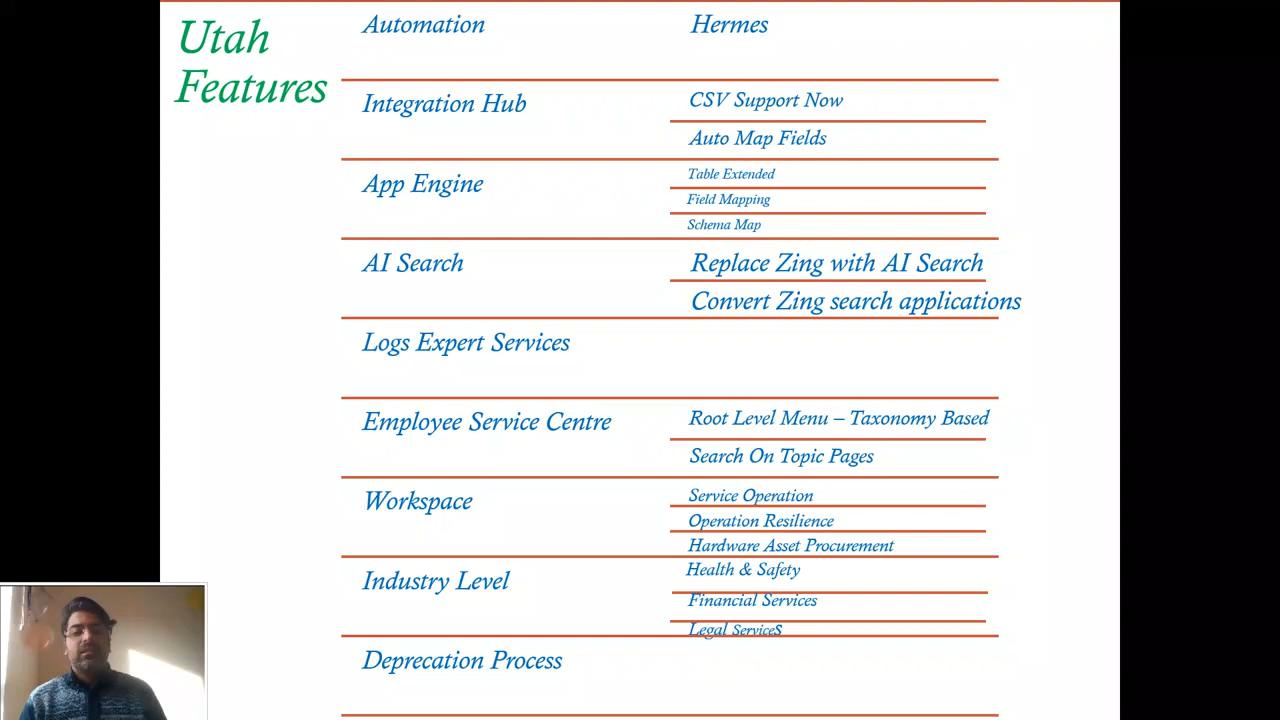 Utah
Features
Automation
Hermes
Integration Hub
CSV Support Now
Auto Map Fields
App Engine
Table Extended
Field Mapping
Schema Map
AI Search
Replace Zing with AI Search
Convert Zing search applications
Logs Expert Services
Employee Service Centre
Root Level Menu – Taxonomy Based
Search On Topic Pages
Workspace
Service Operation
Operation Resilience
Hardware Asset Procurement
Industry Level
Health & Safety
Financial Services
Legal Services
Deprecation Process